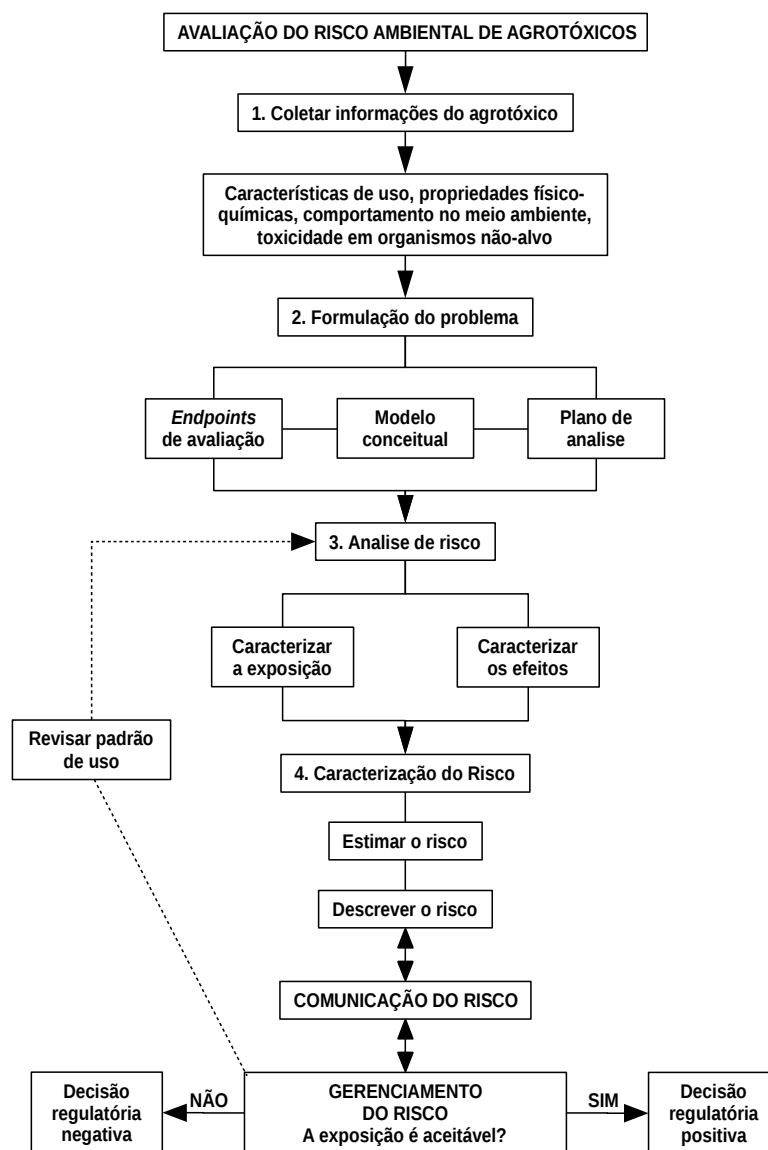 AVALIAÇÃO DO RISCO AMBIENTAL DE AGROTÓXICOS
1. Coletar informações do agrotóxico
Características de uso, propriedades físico-
químicas, comportamento no meio ambiente,
toxicidade em organismos não-alvo
2. Formulação do problema
Endpoints
de avaliação
Modelo
conceitual
Plano de
analise
3. Analise de risco
Caracterizar
a exposição
Caracterizar
os efeitos
Revisar padrão
de uso
4. Caracterização do Risco
Estimar o risco
Descrever o risco
COMUNICAÇÃO DO RISCO
Decisão
regulatória
negativa
NÃO
GERENCIAMENTO
DO RISCO
A exposição é aceitável?
SIM
Decisão
regulatória
positiva